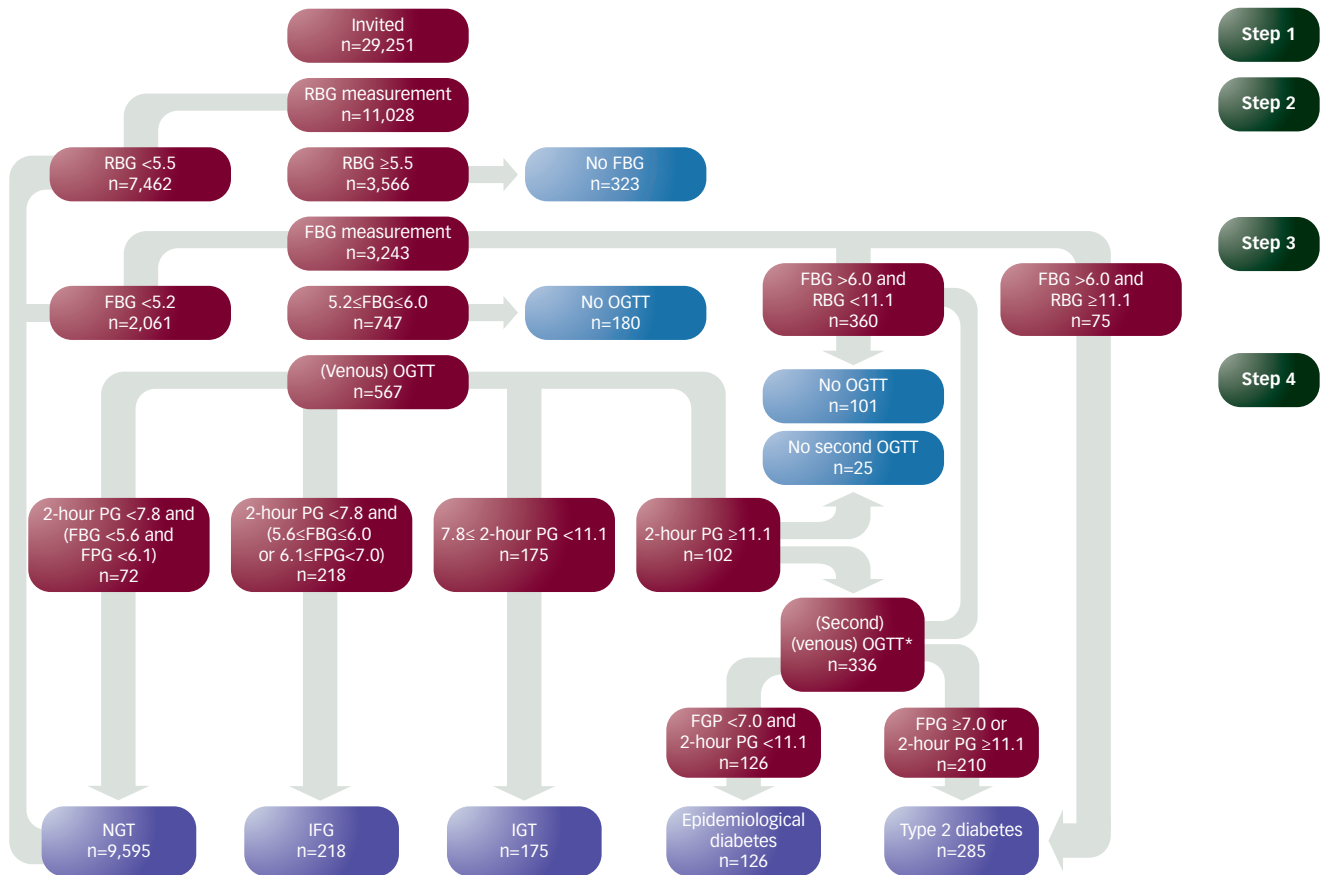 Invited
n=29,251
Step 1
RBG measurement
n=11,028
Step 2
RBG <5.5
n=7,462
RBG ≥5.5
n=3,566
No FBG
n=323
FBG measurement
n=3,243
Step 3
FBG <5.2
n=2,061
5.2≤FBG≤6.0
n=747
No OGTT
n=180
FBG >6.0 and
RBG <11.1
n=360
FBG >6.0 and
RBG ≥11.1
n=75
(Venous) OGTT
n=567
Step 4
No OGTT
n=101
No second OGTT
n=25
2-hour PG <7.8 and
(FBG <5.6 and
FPG <6.1)
n=72
2-hour PG <7.8 and
(5.6≤FBG≤6.0
or 6.1≤FPG<7.0)
n=218
7.8≤ 2-hour PG <11.1
n=175
2-hour PG ≥11.1
n=102
(Second)
(venous) OGTT*
n=336
FGP <7.0 and
2-hour PG <11.1
n=126
FPG ≥7.0 or
2-hour PG ≥11.1
n=210
NGT
n=9,595
IFG
n=218
IGT
n=175
Epidemiological
diabetes
n=126
Type 2 diabetes
n=285